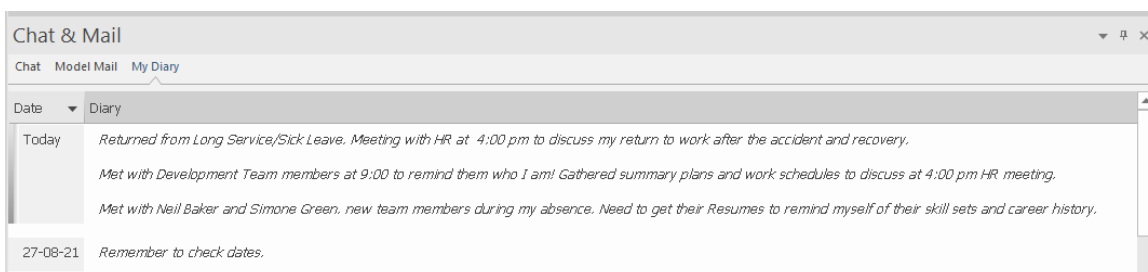 Chat & Mail
Chat Model Mail My Diary
Date Diary
Today Returned from Long Service/Sick Leave. Meeting with HR at 4:00 pm to discuss my return to work after the accident and recovery.
Met with Development Team members at 9:00 to remind them who I am! Gathered summary plans and work schedules to discuss at 4:00 pm HR meeting.
Met with Neil Baker and Simone Green. new team members during my absence. Need to get their Resumes to remind myself of their skill sets and career history.
27-08-21 Remember to check dates.